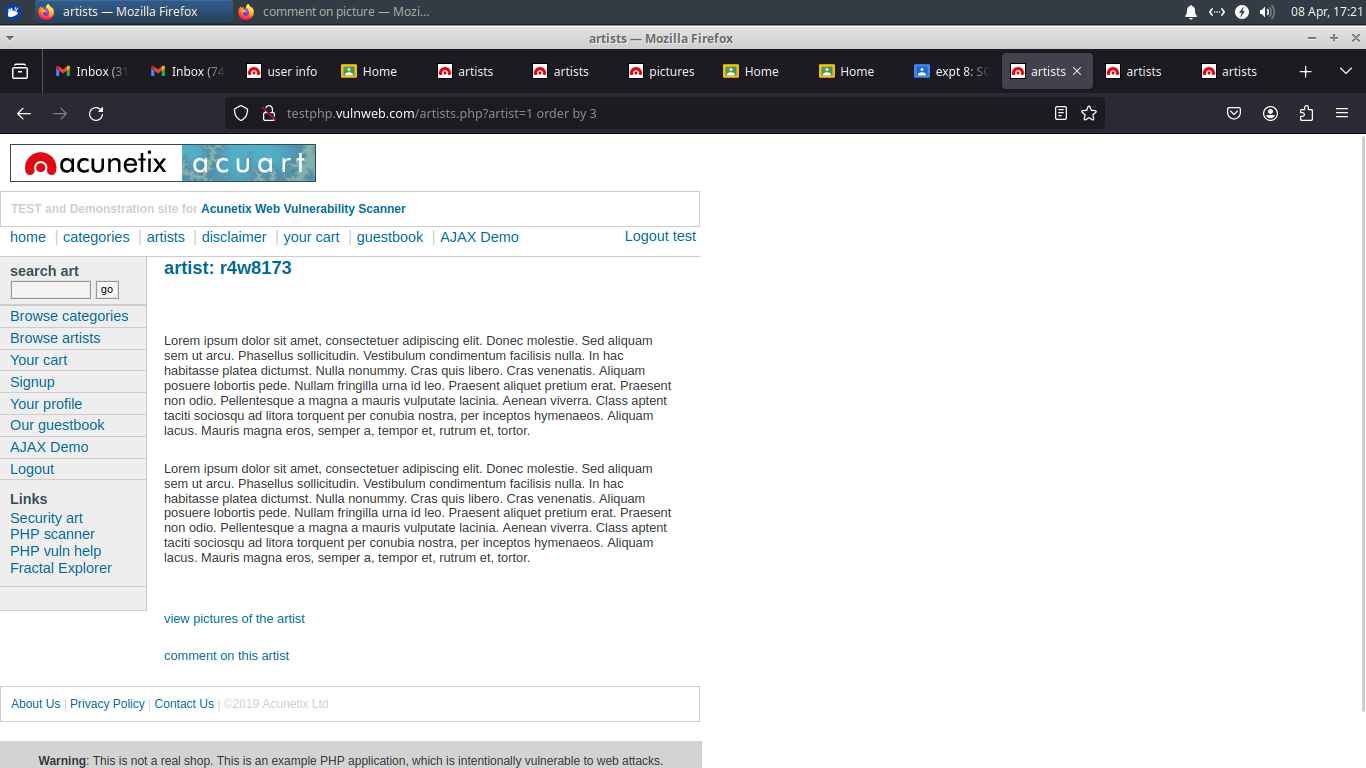 artists — Mozilla Firefox
comment on picture — Mozi...
08 Apr, 17:21
artists — Mozilla Firefox
Inbox (31
Inbox (74
user info
Home
artists
artists
pictures
Home
Home
expt 8: SQ
artists
artists
artists
testphp.vulnweb.com/artists.php?artist=1 order by 3
acunetix acuart
TEST and Demonstration site for Acunetix Web Vulnerability Scanner
home | categories | artists | disclaimer | your cart | guestbook | AJAX Demo
Logout test
search art
go
Browse categories
Browse artists
Your cart
Signup
Your profile
Our guestbook
AJAX Demo
Logout
Links
Security art
PHP scanner
PHP vuln help
Fractal Explorer
artist: r4w8173
Lorem ipsum dolor sit amet, consectetuer adipiscing elit. Donec molestie. Sed aliquam
sem ut arcu. Phasellus sollicitudin. Vestibulum condimentum facilisis nulla. In hac
habitasse platea dictumst. Nulla nonummy. Cras quis libero. Cras venenatis. Aliquam
posuere lobortis pede. Nullam fringilla urna id leo. Praesent aliquet pretium erat. Praesent
non odio. Pellentesque a magna a mauris vulputate lacinia. Aenean viverra. Class aptent
taciti sociosqu ad litora torquent per conubia nostra, per inceptos hymenaeos. Aliquam
lacus. Mauris magna eros, semper a, tempor et, rutrum et, tortor.
Lorem ipsum dolor sit amet, consectetuer adipiscing elit. Donec molestie. Sed aliquam
sem ut arcu. Phasellus sollicitudin. Vestibulum condimentum facilisis nulla. In hac
habitasse platea dictumst. Nulla nonummy. Cras quis libero. Cras venenatis. Aliquam
posuere lobortis pede. Nullam fringilla urna id leo. Praesent aliquet pretium erat. Praesent
non odio. Pellentesque a magna a mauris vulputate lacinia. Aenean viverra. Class aptent
taciti sociosqu ad litora torquent per conubia nostra, per inceptos hymenaeos. Aliquam
lacus. Mauris magna eros, semper a, tempor et, rutrum et, tortor.
view pictures of the artist
comment on this artist
About Us | Privacy Policy | Contact Us | ©2019 Acunetix Ltd
Warning: This is not a real shop. This is an example PHP application, which is intentionally vulnerable to web attacks.